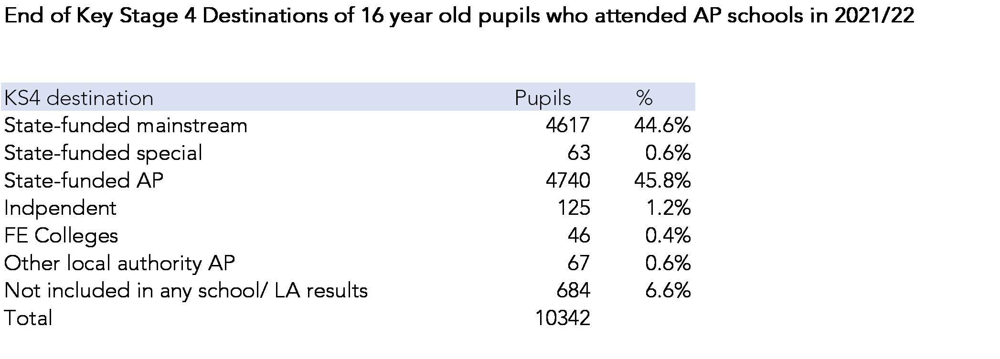 End of Key Stage 4 Destinations of 16 year old pupils who attended AP schools in 2021/22
KS4 destination Pupils %
State-funded mainstream 4617 44.6%
State-funded special 63 0.6%
State-funded AP 4740 45.8%
Indpendent 125 1.2%
FE Colleges 46 0.4%
Other local authority AP 67 0.6%
Not included in any school/ LA results 684 6.6%
Total 10342